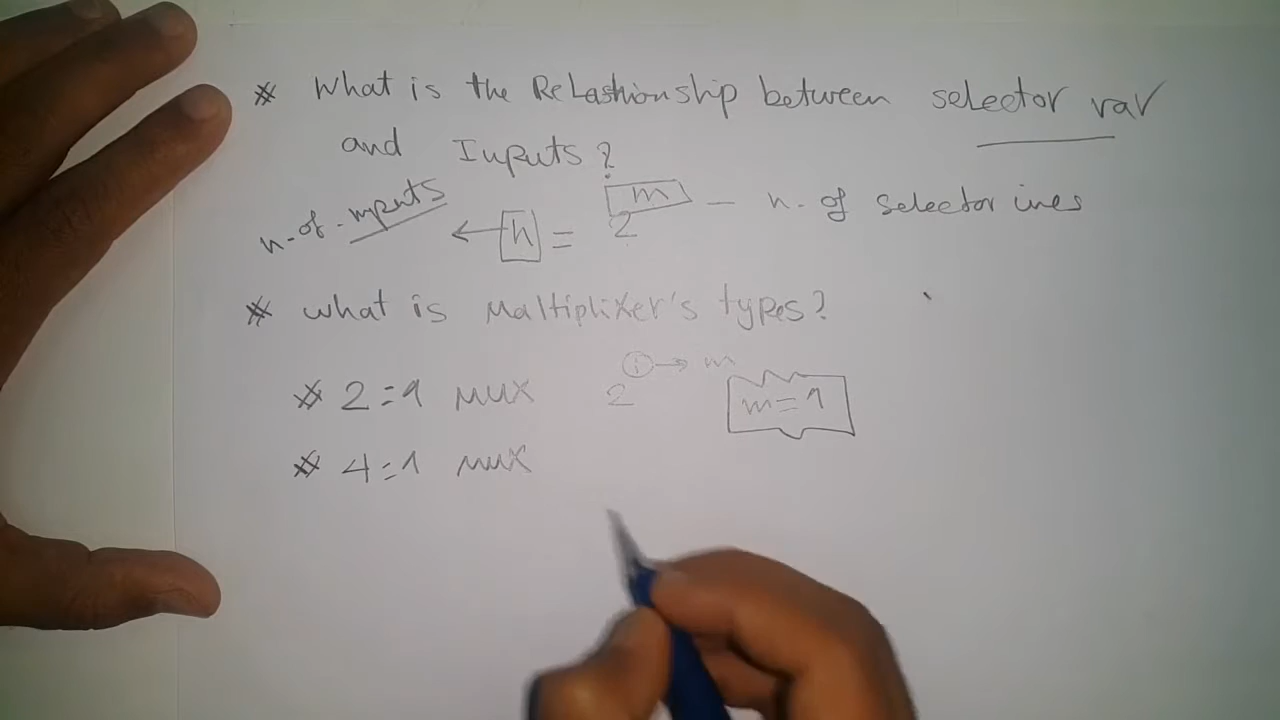 * What is the Relashionship between selector var
and Inputs?
n-of-inputs ← n = 2^m – n-of selector ines
* what is Maltiplixer's types?
* 2=1 MUX 2^1 → m m=1
* 4=1 MUX